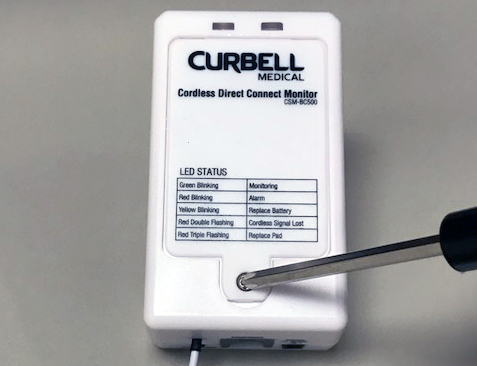 CURBELL
MEDICAL
Cordless Direct Connect Monitor
CSM-BC500
LED STATUS
Green Blinking Monitoring
Red Blinking Alarm
Yellow Blinking Replace Battery
Red Double Flashing Cordless Signal Lost
Red Triple Flashing Replace Pad